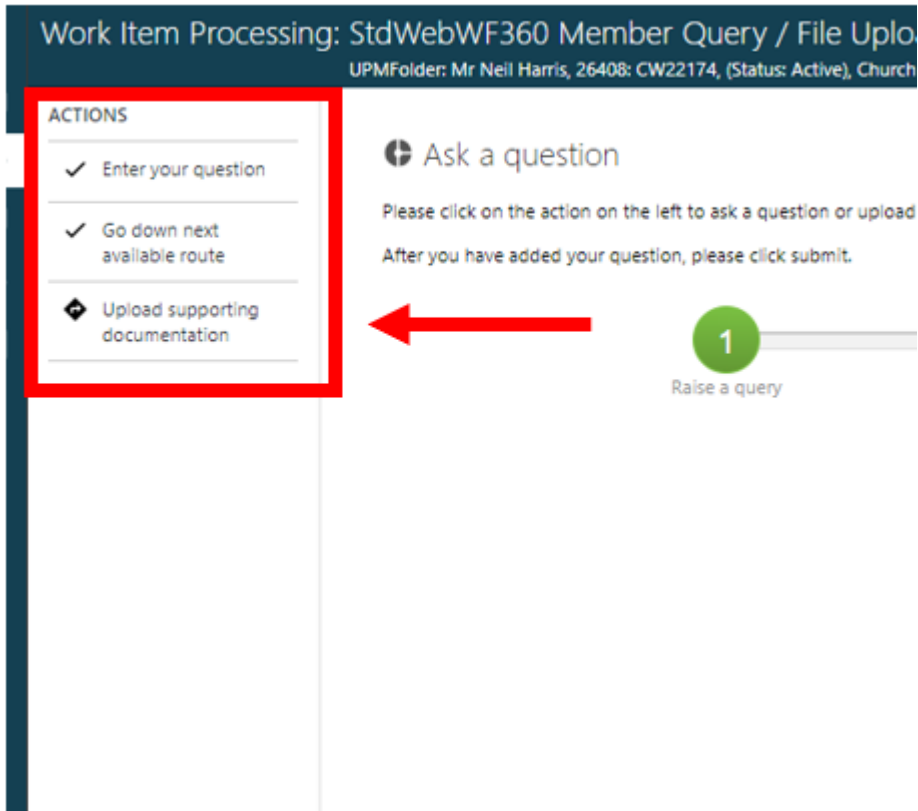 Work Item Processing: StdWebWF360 Member Query / File
UPMFolder: Mr Neil Harris, 26408: CW22174, (Status: Active), Church
ACTIONS
Enter your question
Go down next
available route
Upload supporting
documentation
Ask a question
Please click on the action on the left to ask a question or upload
After you have added your question, please click submit.
1
Raise a query